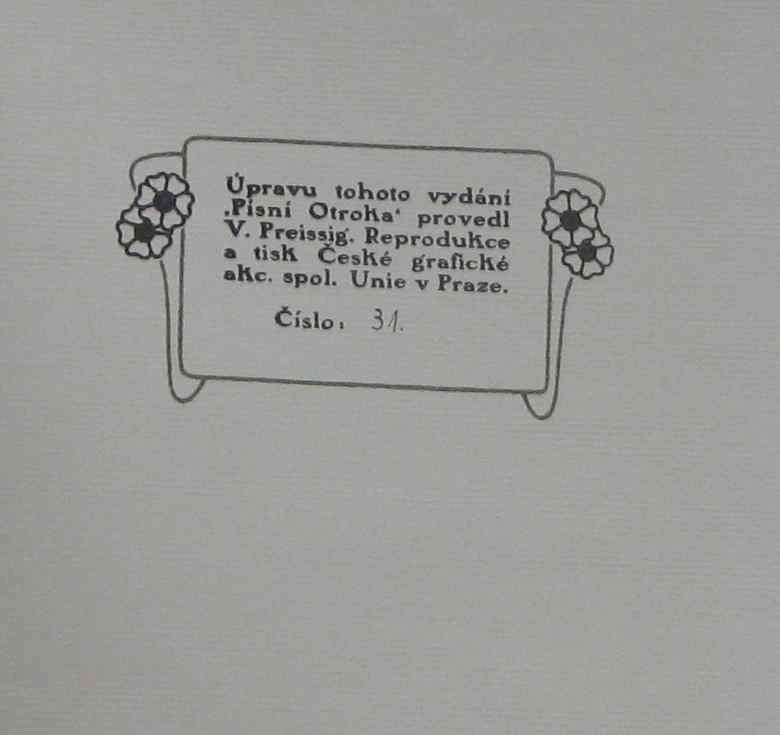 Úpravu tohoto vydání
‚Písní Otroka‘ provedl
V. Preissig. Reprodukce
a tisk České grafické
akc. spol. Unie v Praze.
Číslo: 31.